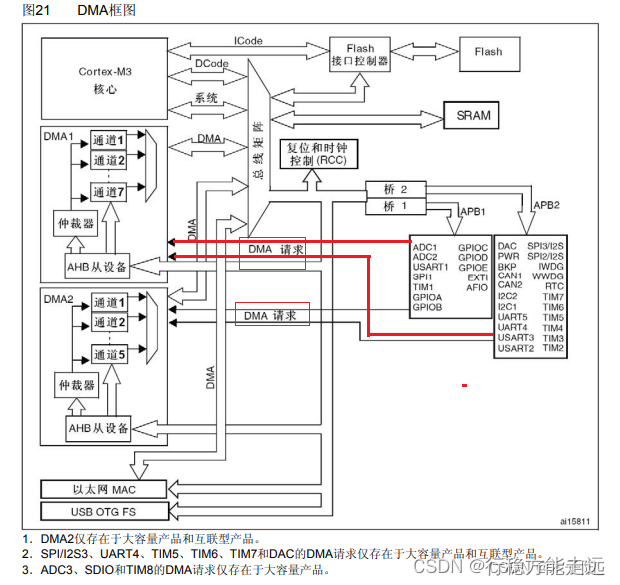 图21 DMA框图
ICode
DCode
系统
DMA
Cortex-M3
核心
Flash
接口控制器
Flash
SRAM
总线矩阵
复位和时钟
控制(RCC)
桥 2
桥 1
APB1
APB2
DMA1
通道1
通道2
通道7
仲裁器
AHB从设备
DMA
DMA 请求
DMA 请求
ADC1 GPIOC
ADC2 GPIOD
USART1 GPIOE
SPI1 EXTI
TIM1 AFIO
GPIOA
GPIOB
DAC SPI3/I2S
PWR SPI2/I2S
BKP IWDG
CAN1 WWDG
CAN2 RTC
I2C2 TIM7
I2C1 TIM6
UART5 TIM5
UART4 TIM4
USART3 TIM3
USART2 TIM2
DMA2
通道1
通道2
通道5
仲裁器
AHB从设备
DMA
以太网 MAC
USB OTG FS
ai15811
1. DMA2仅存在于大容量产品和互联型产品。
2. SPI/I2S3、UART4、TIM5、TIM6、TIM7和DAC的DMA请求仅存在于大容量产品和互联型产品。
3. ADC3、SDIO和TIM8的DMA请求仅存在于大容量产品。
CSDN @行稳方能走远